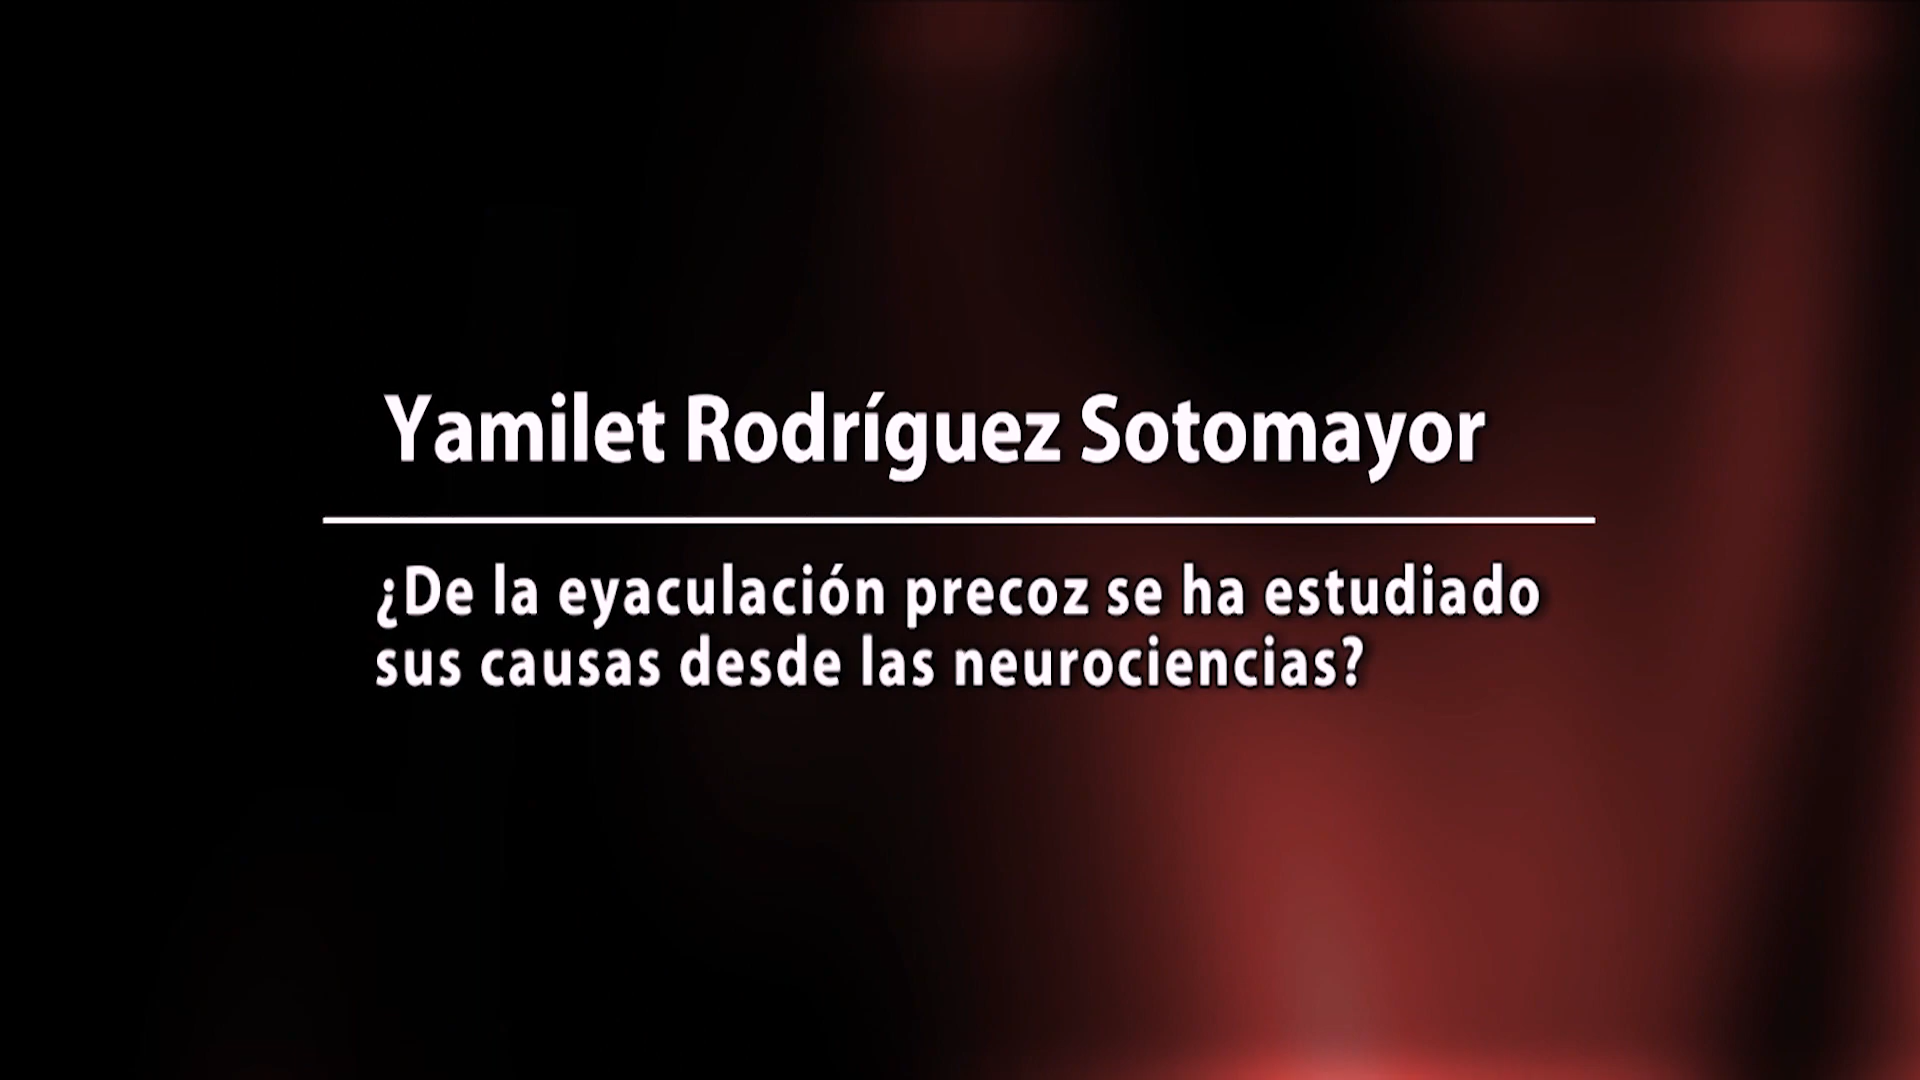 Yamilet Rodríguez Sotomayor
¿De la eyaculación precoz se ha estudiado
sus causas desde las neurociencias?